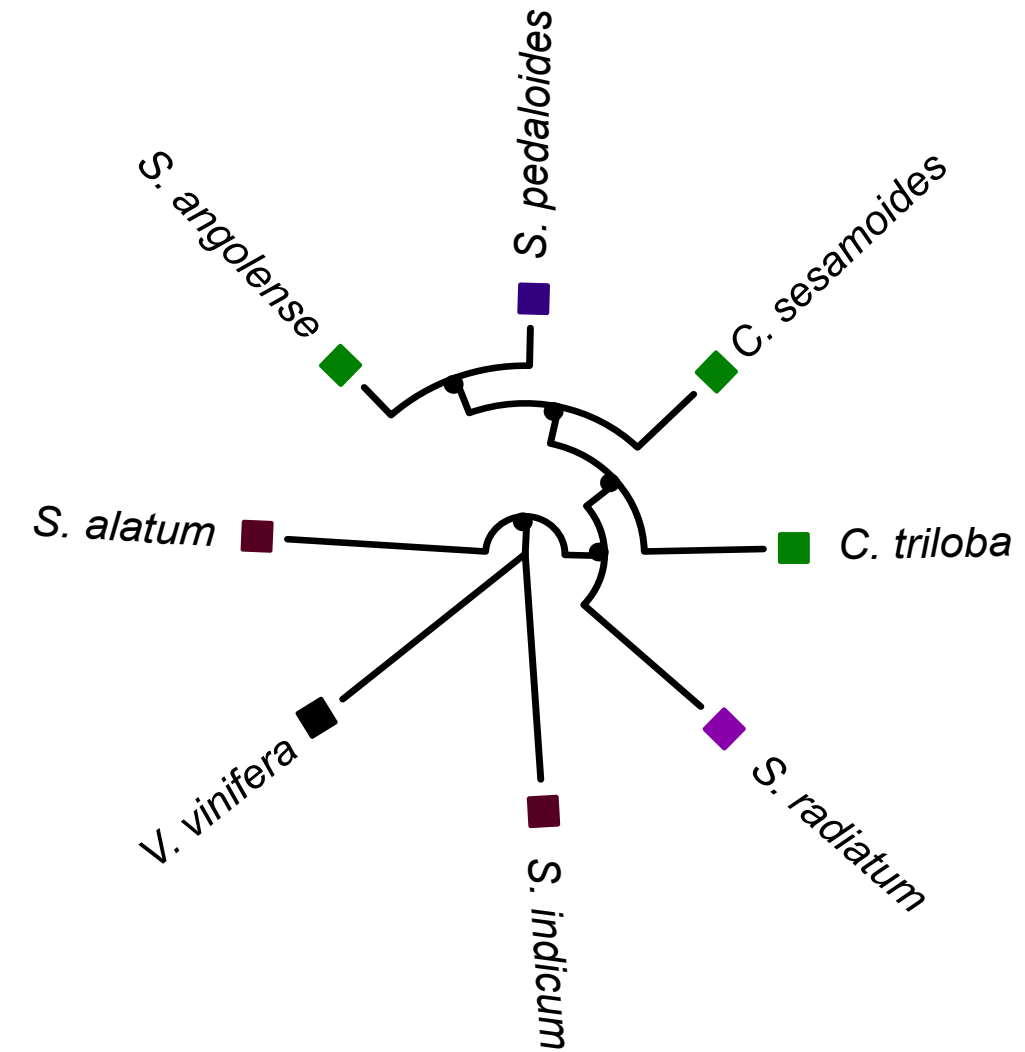 S. pedaloides
S. angolense
C. sesamoides
S. alatum
C. triloba
V. vinifera
S. radiatum
S. indicum